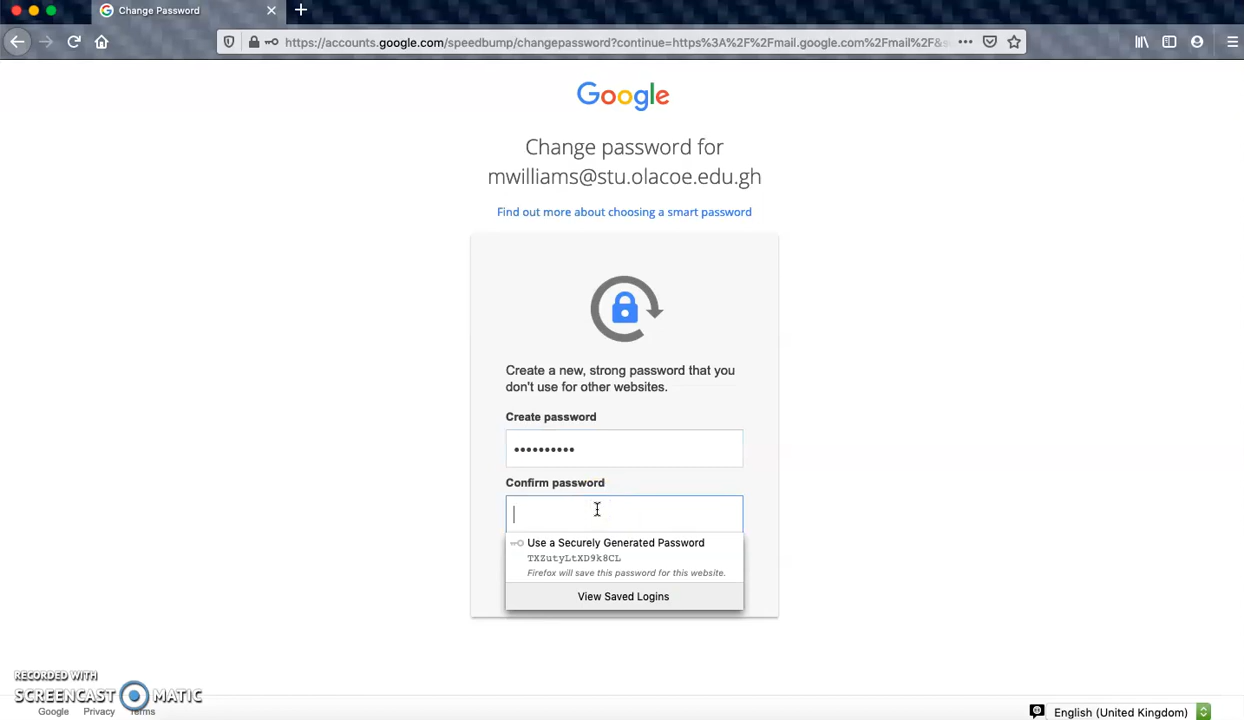 Change Password
https://accounts.google.com/speedbump/changepassword?continue=https%3A%2F%2Fmail.google.com%2Fmail%2F&s
Google
Change password for
mwilliams@stu.olacoe.edu.gh
Find out more about choosing a smart password
Create a new, strong password that you
don't use for other websites.
Create password
••••••••••
Confirm password
Use a Securely Generated Password
TXZutyLtXD9k8CL
Firefox will save this password for this website.
View Saved Logins
RECORDED WITH
SCREENCAST MATIC
Google Privacy Terms
English (United Kingdom)